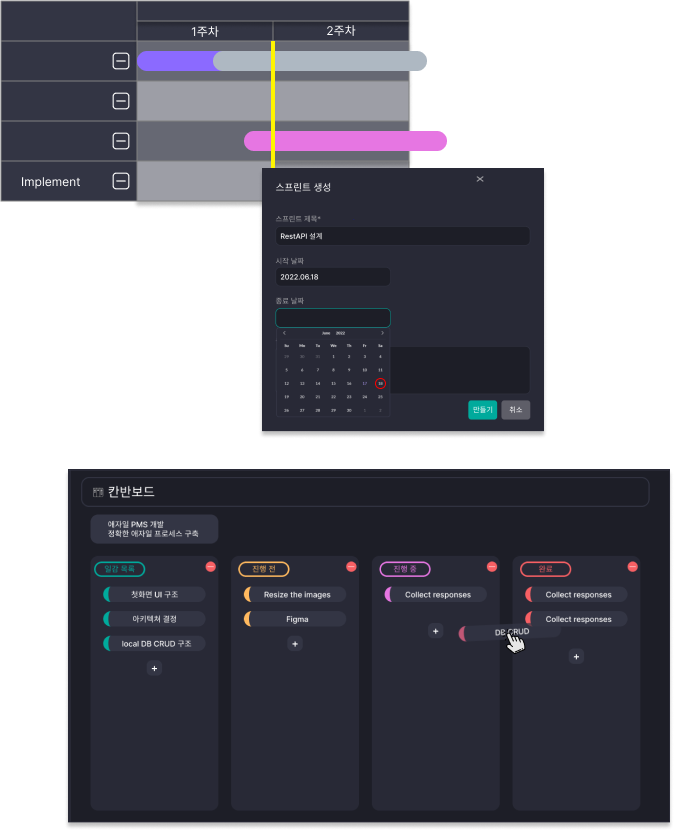 1주차 2주차
Implement
스프린트 생성
스프린트 제목*
RestAPI 설계
시작 날짜
2022.06.18
종료 날짜
June 2022
Su Mo Tu We Th Fr Sa
29 30 31 1 2 3 4
5 6 7 8 9 10 11
12 13 14 15 16 17 18
19 20 21 22 23 24 25
26 27 28 29 30 1 2
만들기 취소
칸반보드
애자일 PMS 개발
정확한 애자일 프로세스 구축
일감 목록 진행 전 진행 중 완료
첫화면 UI 구조 Resize the images Collect responses Collect responses
아키텍처 결정 Figma Collect responses
DB CRUD
local DB CRUD 구조